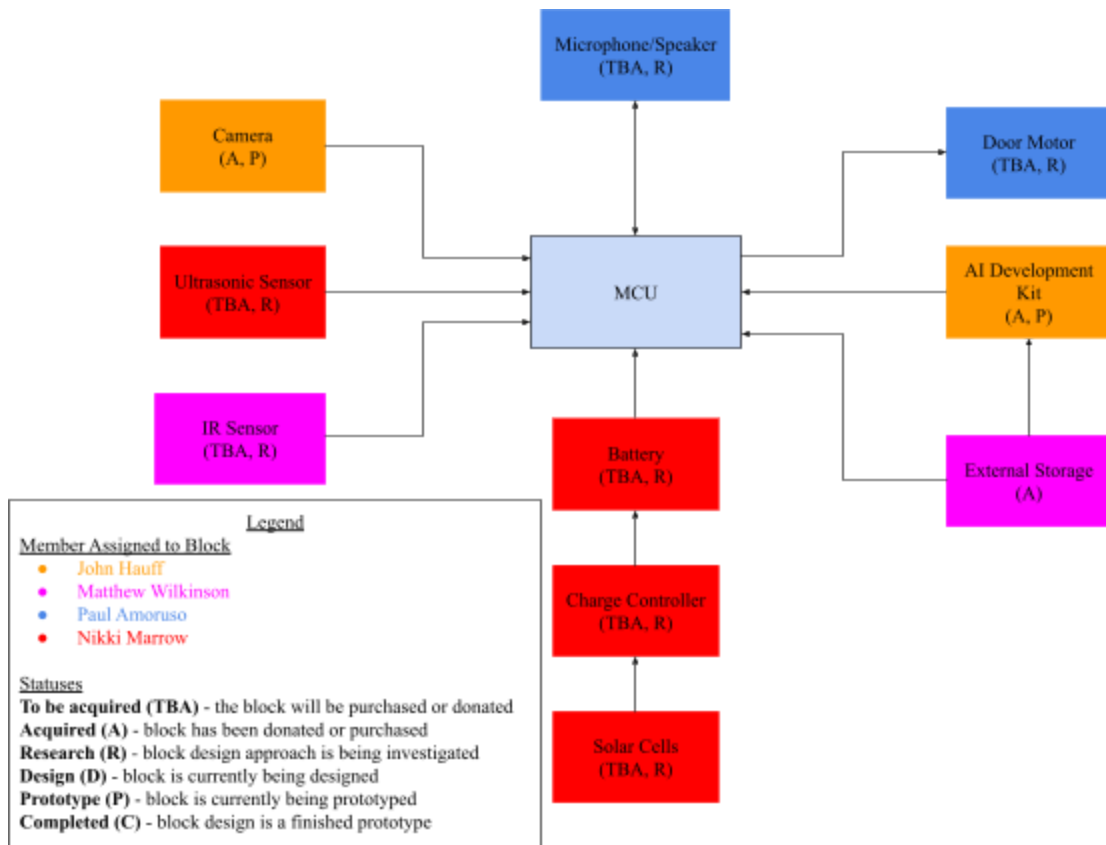 Microphone/Speaker
(TBA, R)
Camera
(A, P)
Door Motor
(TBA, R)
Ultrasonic Sensor
(TBA, R)
MCU
AI Development
Kit
(A, P)
IR Sensor
(TBA, R)
Battery
(TBA, R)
External Storage
(A)
Charge Controller
(TBA, R)
Solar Cells
(TBA, R)
Legend
Member Assigned to Block
● John Hauff
● Matthew Wilkinson
● Paul Amoruso
● Nikki Marrow
Statuses
To be acquired (TBA) - the block will be purchased or donated
Acquired (A) - block has been donated or purchased
Research (R) - block design approach is being investigated
Design (D) - block is currently being designed
Prototype (P) - block is currently being prototyped
Completed (C) - block design is a finished prototype